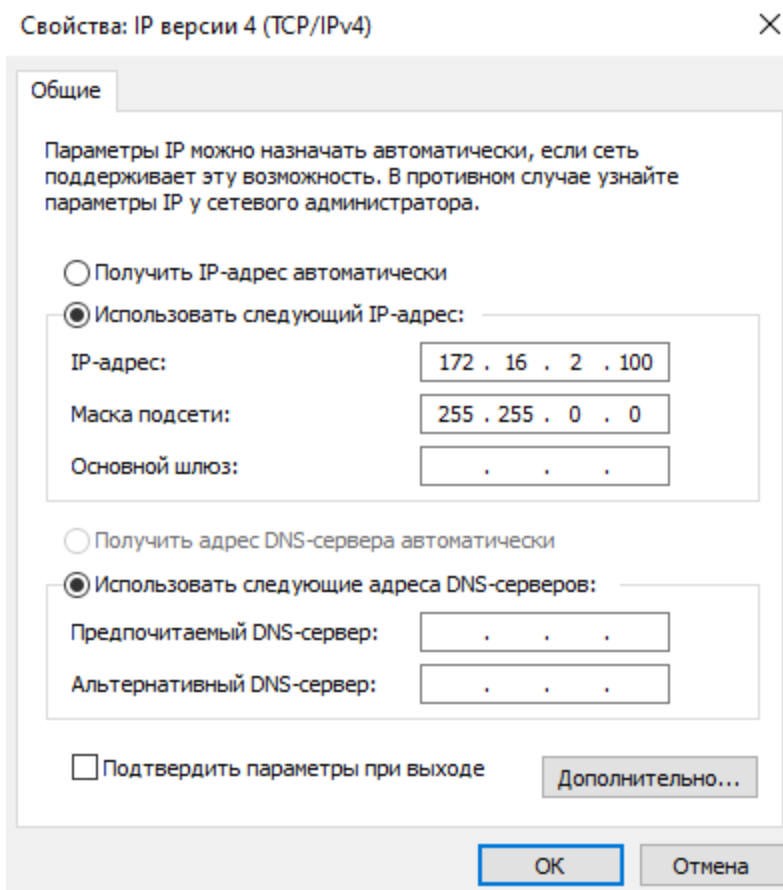 Свойства: IP версии 4 (TCP/IPv4)
Общие
Параметры IP можно назначать автоматически, если сеть
поддерживает эту возможность. В противном случае узнайте
параметры IP у сетевого администратора.
Получить IP-адрес автоматически
Использовать следующий IP-адрес:
IP-адрес: 172 . 16 . 2 . 100
Маска подсети: 255 . 255 . 0 . 0
Основной шлюз: . . .
Получить адрес DNS-сервера автоматически
Использовать следующие адреса DNS-серверов:
Предпочитаемый DNS-сервер: . . .
Альтернативный DNS-сервер: . . .
Подтвердить параметры при выходе
Дополнительно...
ОК Отмена